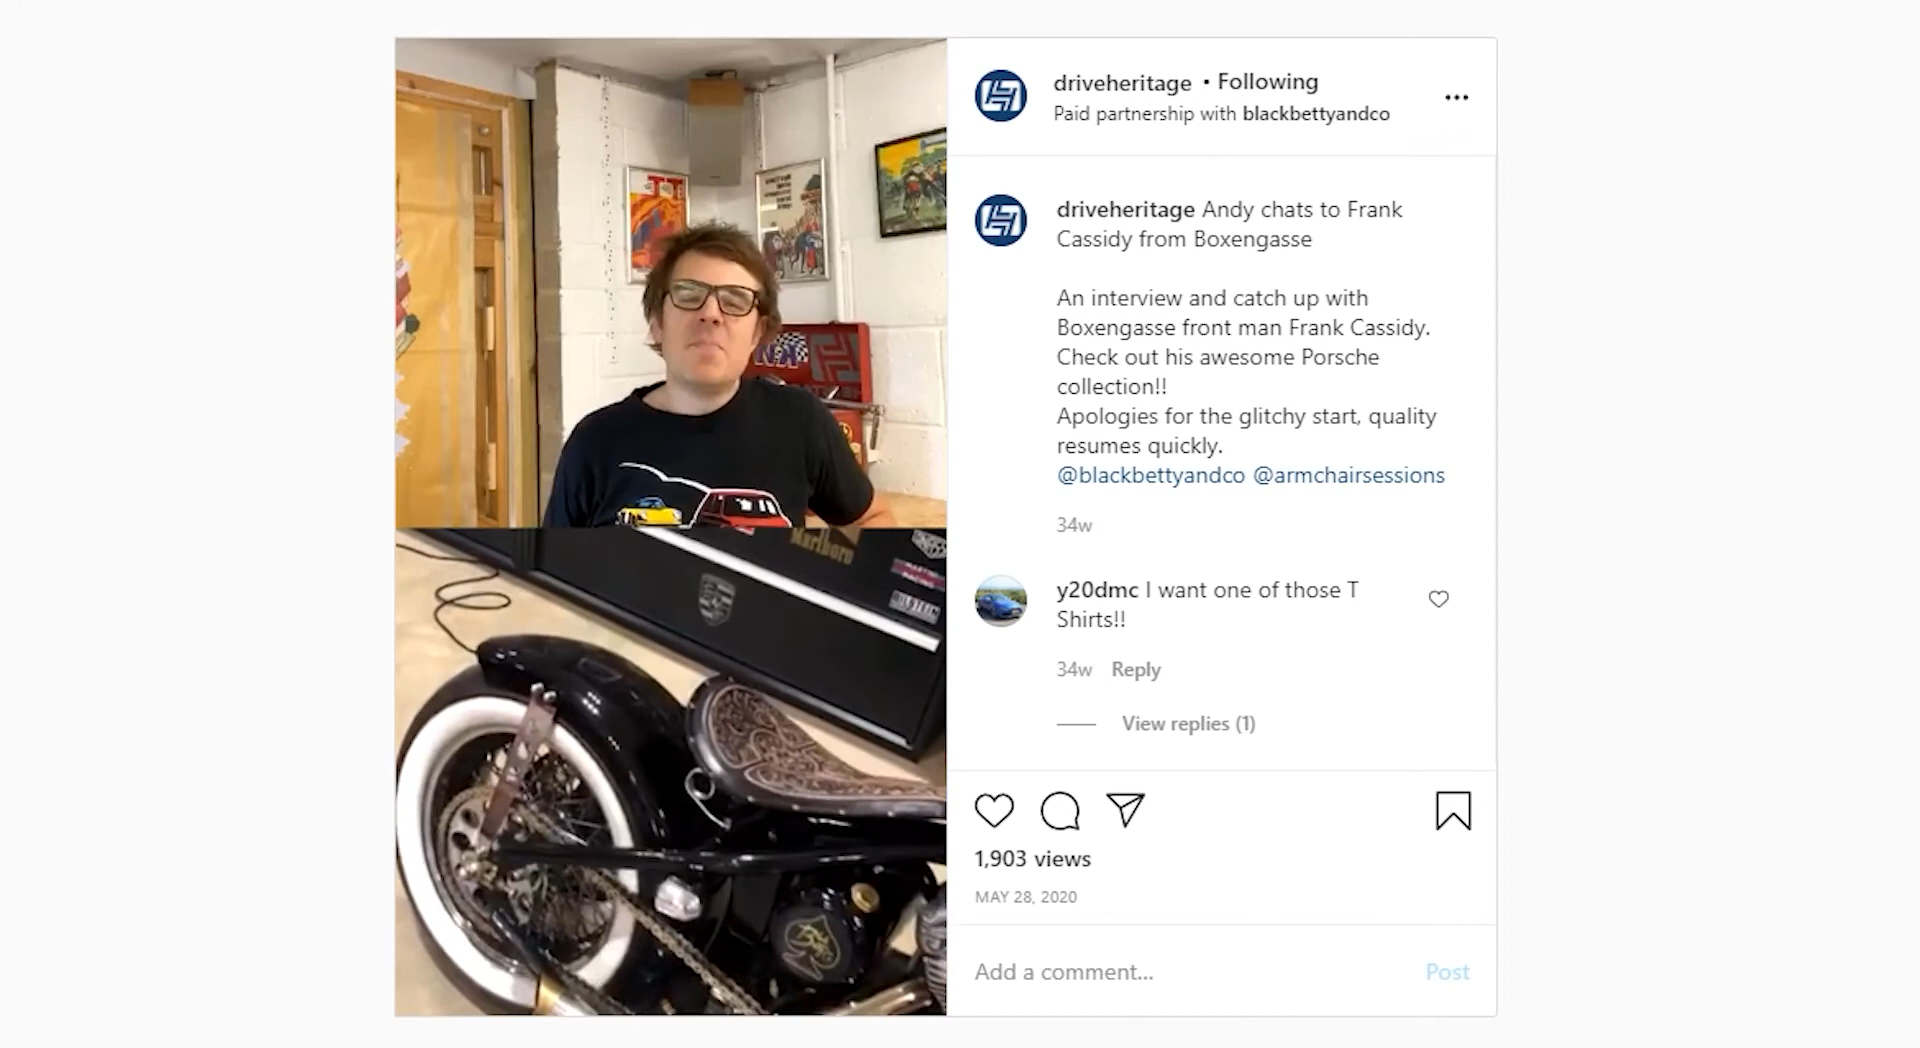 driveheritage • Following
Paid partnership with blackbettyandco
driveheritage Andy chats to Frank
Cassidy from Boxengasse
An interview and catch up with
Boxengasse front man Frank Cassidy.
Check out his awesome Porsche
collection!!
Apologies for the glitchy start, quality
resumes quickly.
@blackbettyandco @armchairsessions
34w
y20dmc I want one of those T
Shirts!!
34w Reply
View replies (1)
1,903 views
MAY 28, 2020
Add a comment...
Post
TT
Marlboro
BILSTEIN